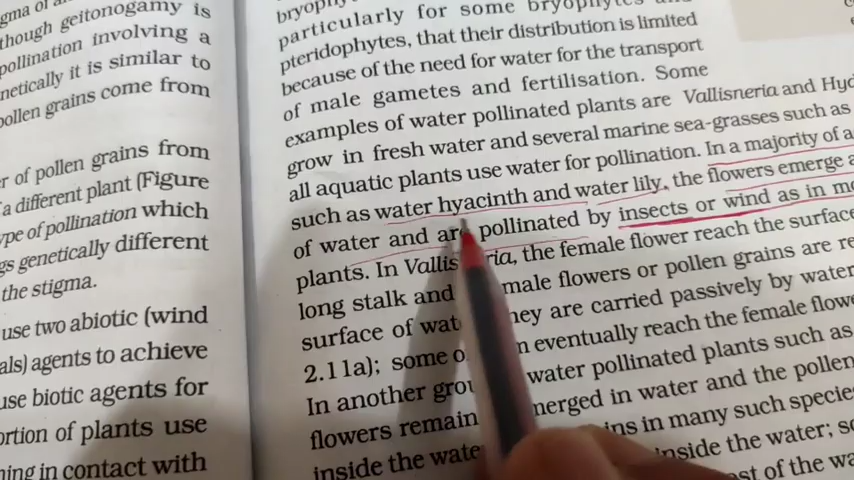 gma of
though geitonogamy is
pollination involving a
netically it is similar to
pollen grains come from
r of pollen grains from
a different plant (Figure
ype of pollination which
gs genetically different
the stigma.
use two abiotic (wind
als) agents to achieve
use biotic agents for
ortion of plants use
ing in contact with
particularly for some bryophytes and
pteridophytes, that their distribution is limited
because of the need for water for the transport
of male gametes and fertilisation. Some
examples of water pollinated plants are Vallisneria and Hyd
grow in fresh water and several marine sea-grasses such as
all aquatic plants use water for pollination. In a majority of a
such as water hyacinth and water lily, the flowers emerge a
of water and are pollinated by insects or wind as in mo
plants. In Vallis ria, the female flower reach the surface
long stalk and male flowers or pollen grains are re
surface of wat hey are carried passively by water
2.11a); some o n eventually reach the female flowe
In another grou water pollinated plants such as
flowers remain merged in water and the pollen
inside the wate ins in many such specie
inside the water; so
st of the wa